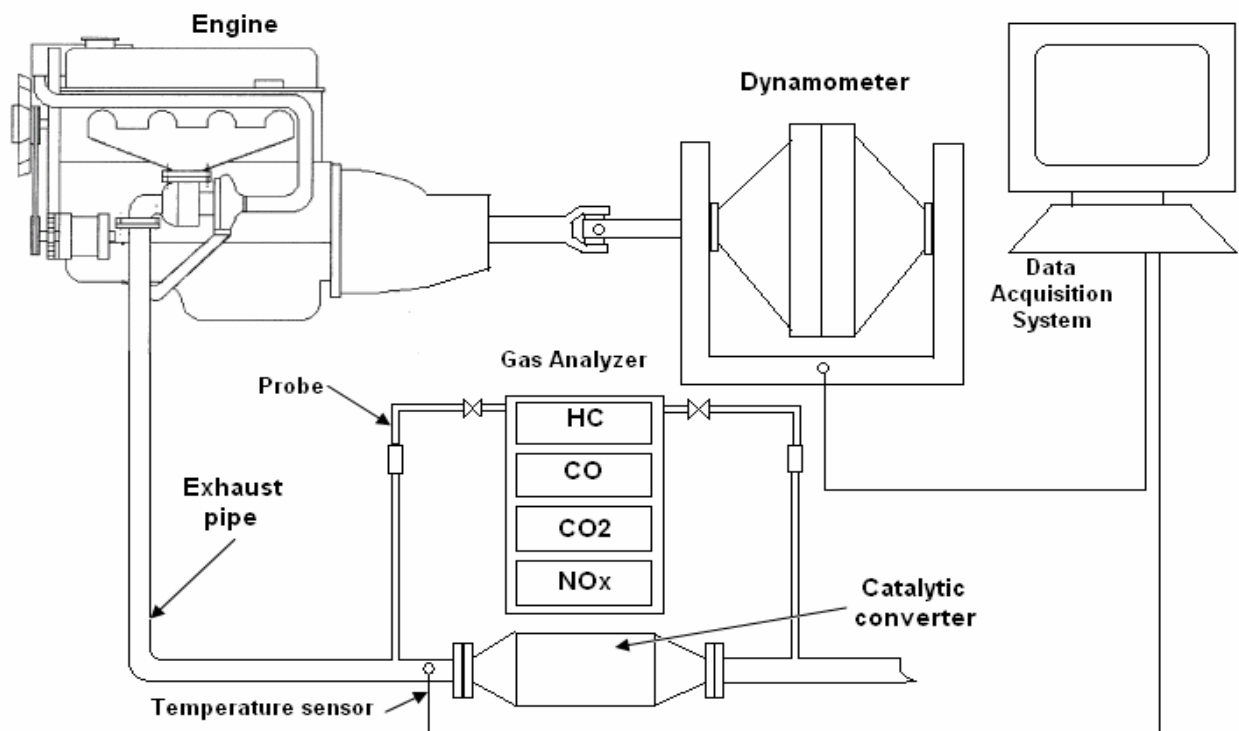 Engine
Dynamometer
Data
Acquisition
System
Gas Analyzer
Probe
HC
CO
CO2
NOx
Exhaust
pipe
Catalytic
converter
Temperature sensor